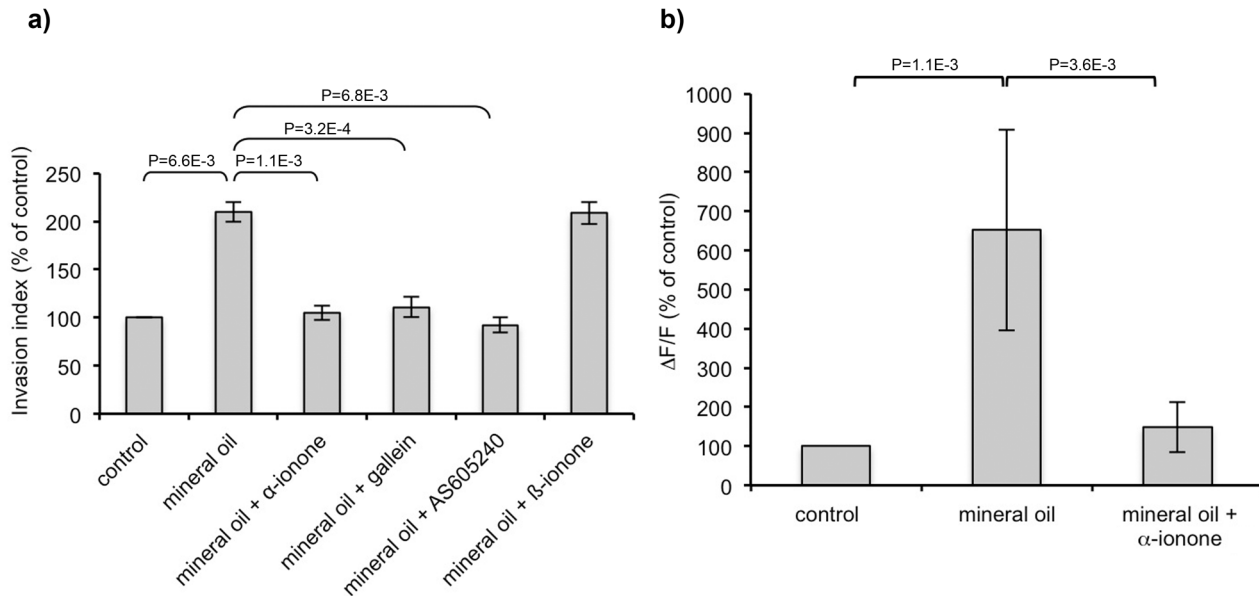 a)
P=6.8E-3
P=3.2E-4
P=6.6E-3
P=1.1E-3
Invasion index (% of control)
250
200
150
100
50
0
control
mineral oil
mineral oil + α-ionone
mineral oil + gallein
mineral oil + AS605240
mineral oil + ß-ionone
b)
P=1.1E-3
P=3.6E-3
ΔF/F (% of control)
1000
900
800
700
600
500
400
300
200
100
0
control
mineral oil
mineral oil +
α-ionone